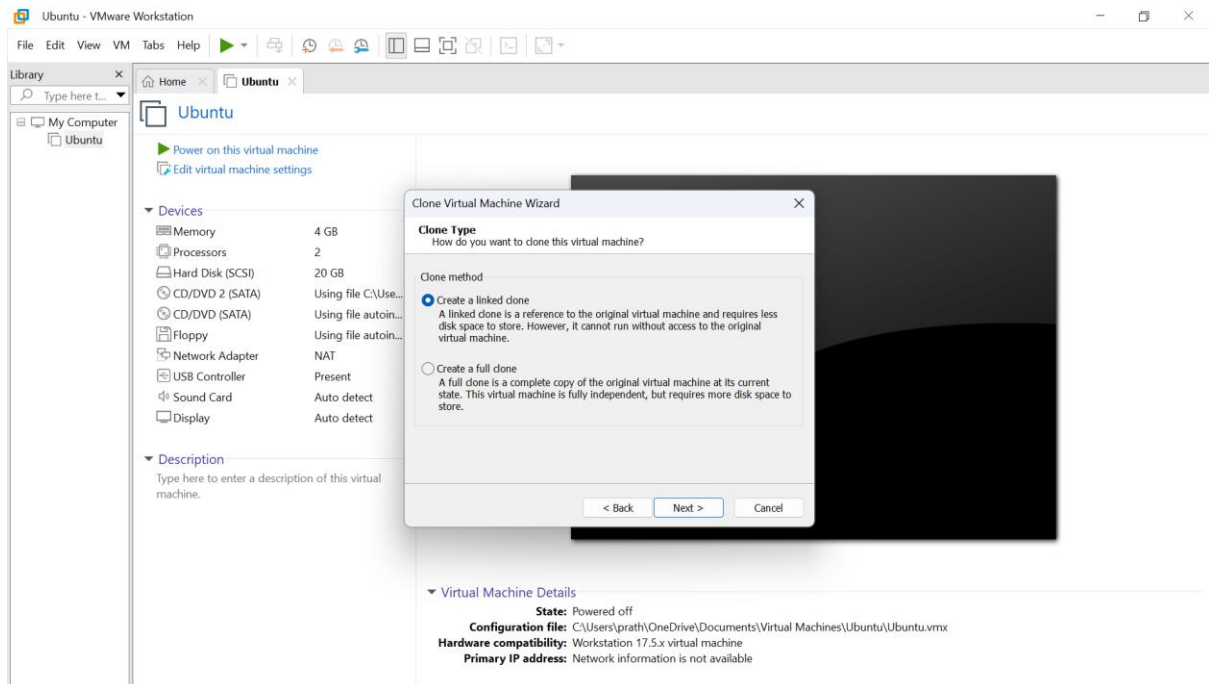 Ubuntu - VMware Workstation
File Edit View VM Tabs Help
Library
Type here t...
My Computer
Ubuntu
Home
Ubuntu
Ubuntu
Power on this virtual machine
Edit virtual machine settings
Devices
Memory 4 GB
Processors 2
Hard Disk (SCSI) 20 GB
CD/DVD 2 (SATA) Using file C:\Use...
CD/DVD (SATA) Using file autoin...
Floppy Using file autoin...
Network Adapter NAT
USB Controller Present
Sound Card Auto detect
Display Auto detect
Description
Type here to enter a description of this virtual
machine.
Clone Virtual Machine Wizard
Clone Type
How do you want to clone this virtual machine?
Clone method
Create a linked clone
A linked clone is a reference to the original virtual machine and requires less
disk space to store. However, it cannot run without access to the original
virtual machine.
Create a full clone
A full clone is a complete copy of the original virtual machine at its current
state. This virtual machine is fully independent, but requires more disk space to
store.
< Back Next > Cancel
Virtual Machine Details
State: Powered off
Configuration file: C:\Users\prath\OneDrive\Documents\Virtual Machines\Ubuntu\Ubuntu.vmx
Hardware compatibility: Workstation 17.5.x virtual machine
Primary IP address: Network information is not available